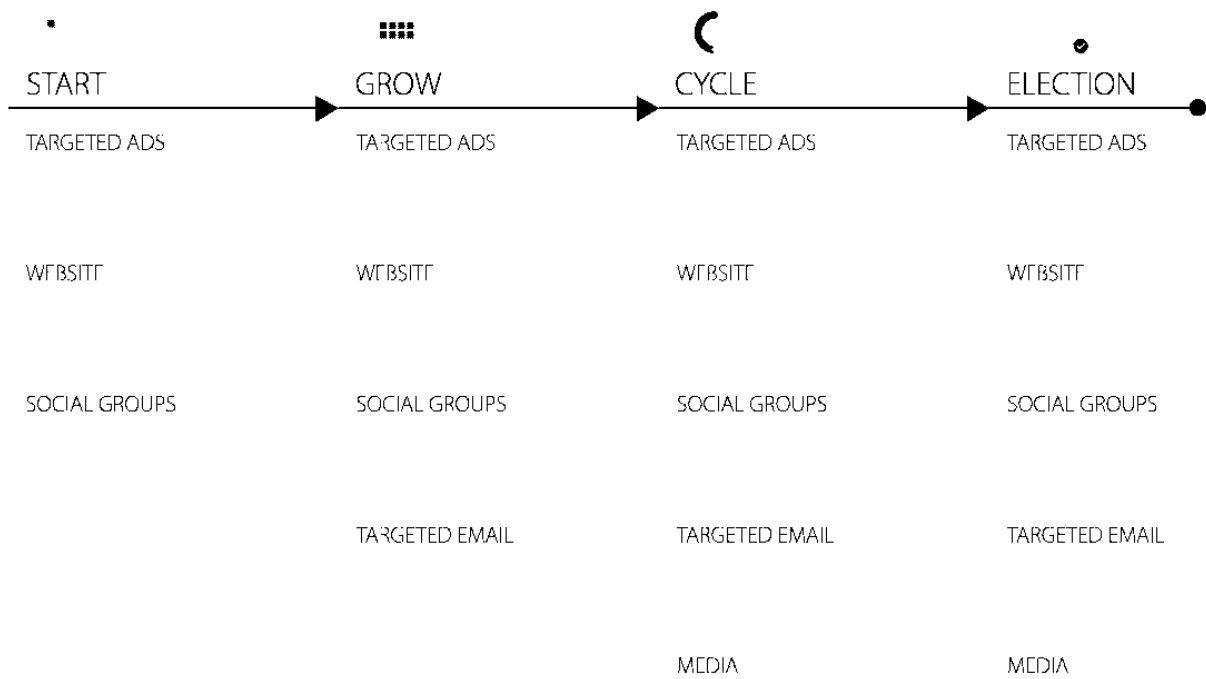 START GROW CYCLE ELECTION
TARGETED ADS TARGETED ADS TARGETED ADS TARGETED ADS
WEBSITE WEBSITE WEBSITE WEBSITE
SOCIAL GROUPS SOCIAL GROUPS SOCIAL GROUPS SOCIAL GROUPS
TARGETED EMAIL TARGETED EMAIL TARGETED EMAIL
MEDIA MEDIA